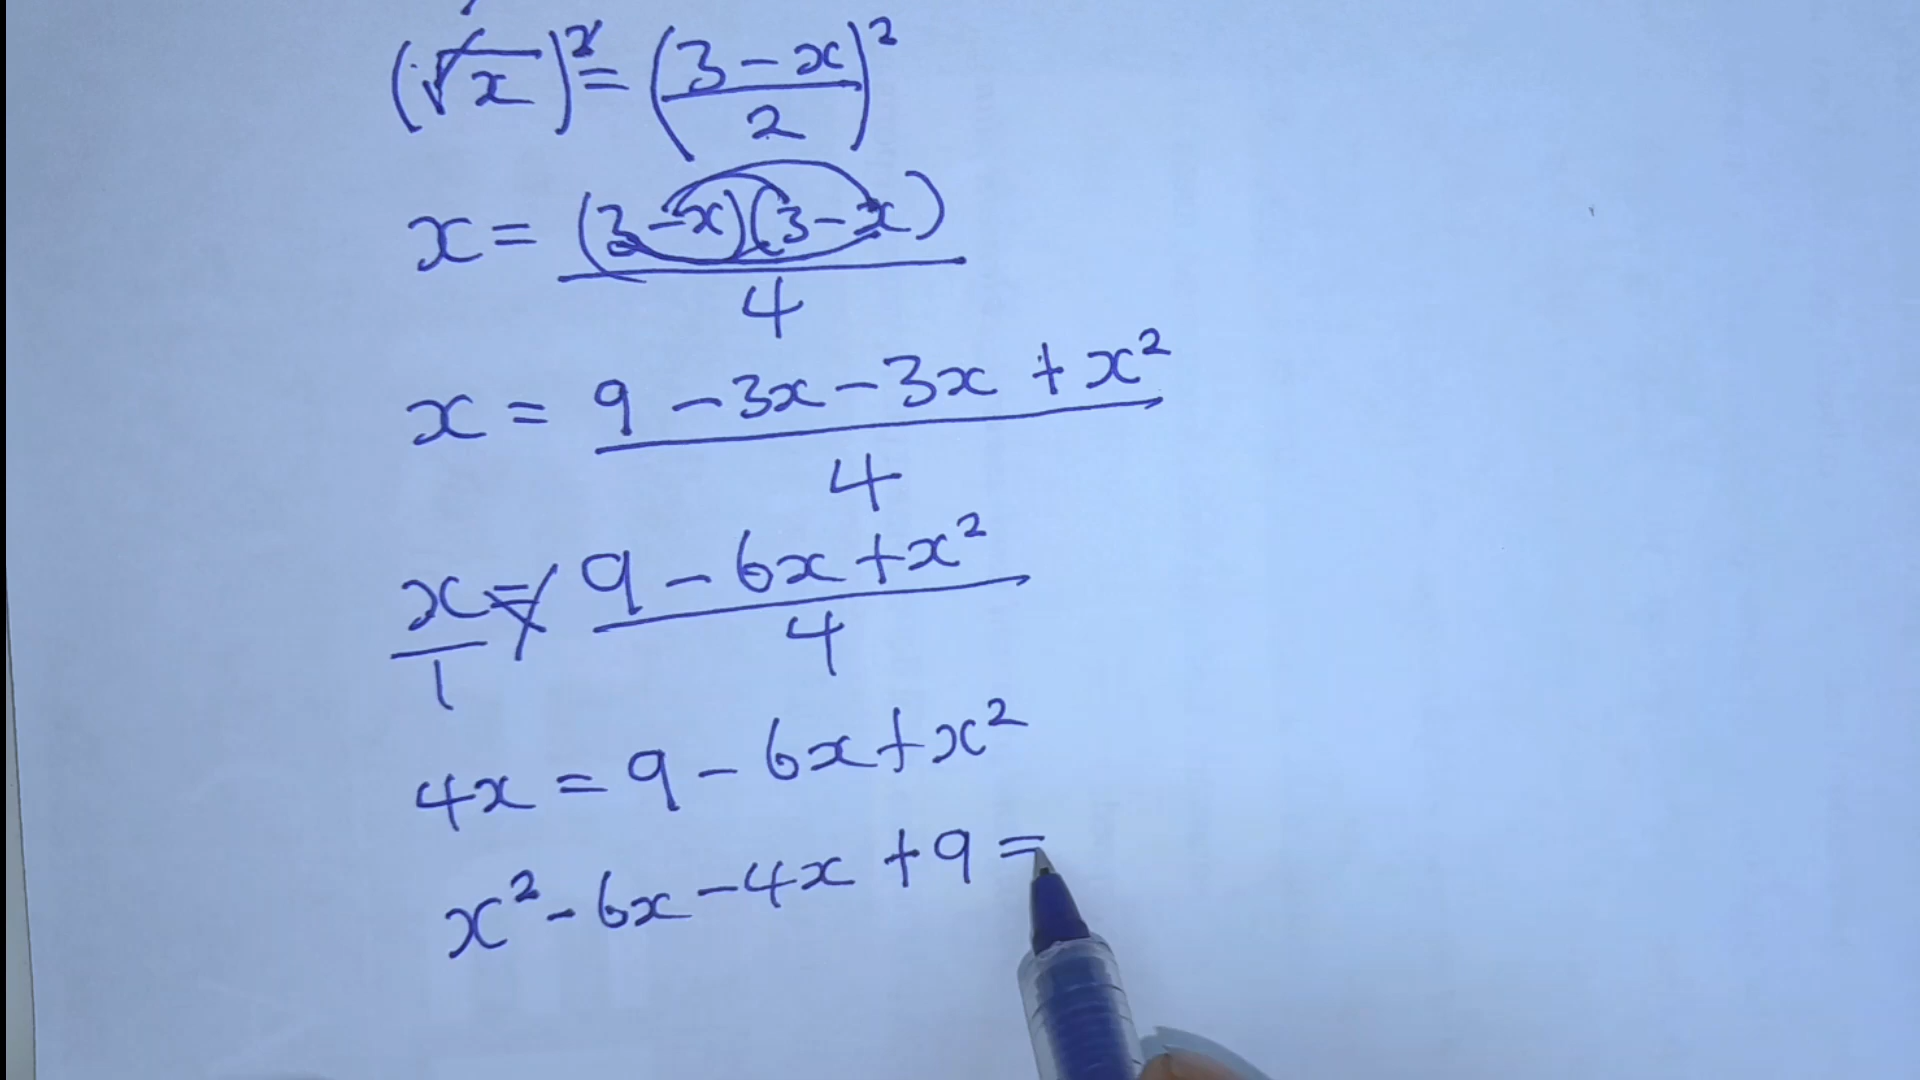 (√x)² = (3 - x / 2)²
x = (3 - x)(3 - x) / 4
x = 9 - 3x - 3x + x² / 4
x/1 = 9 - 6x + x² / 4
4x = 9 - 6x + x²
x² - 6x - 4x + 9 =